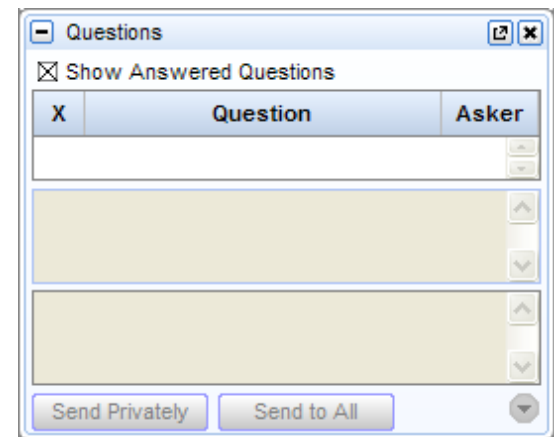 Questions
Show Answered Questions
X Question Asker
Send Privately Send to All